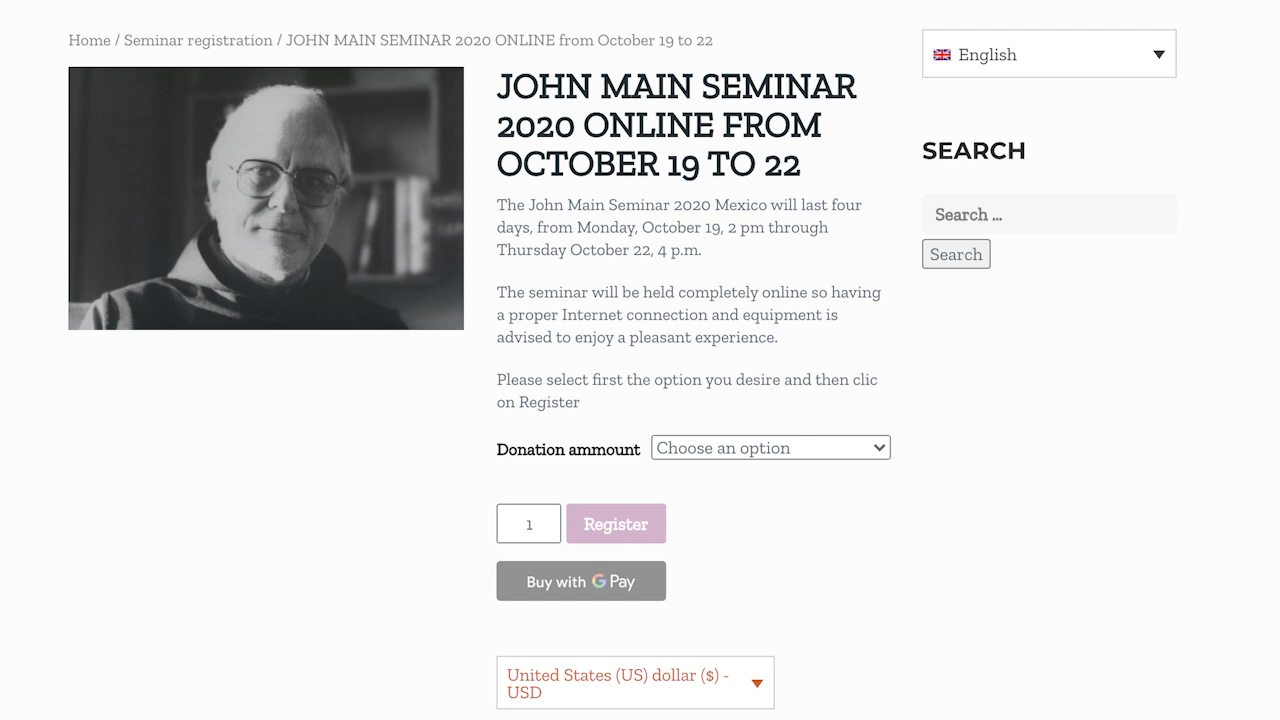 Home / Seminar registration / JOHN MAIN SEMINAR 2020 ONLINE from October 19 to 22
JOHN MAIN SEMINAR
2020 ONLINE FROM
OCTOBER 19 TO 22
The John Main Seminar 2020 Mexico will last four
days, from Monday, October 19, 2 pm through
Thursday October 22, 4 p.m.
The seminar will be held completely online so having
a proper Internet connection and equipment is
advised to enjoy a pleasant experience.
Please select first the option you desire and then clic
on Register
Donation ammount Choose an option
1 Register
Buy with G Pay
United States (US) dollar ($) -
USD
English
SEARCH
Search ...
Search